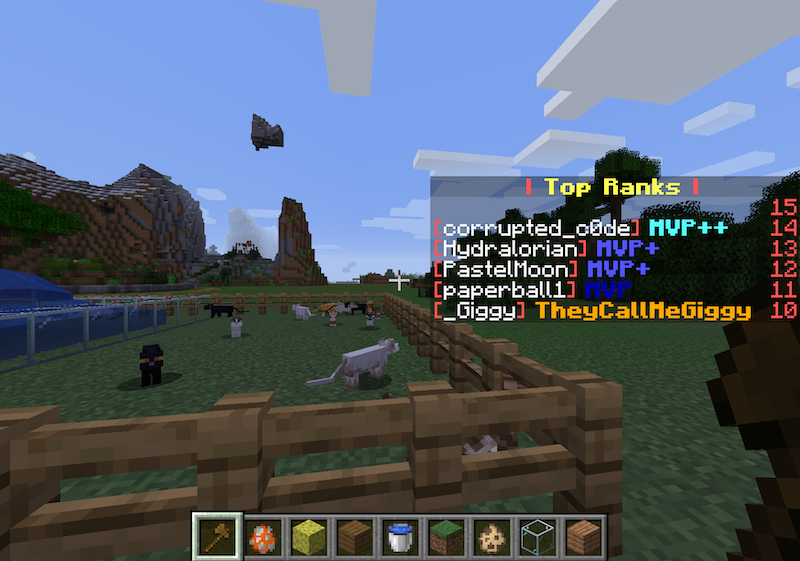 | Top Ranks |
15
[corrupted_c0de] MVP++ 14
[Hydralorian] MVP+ 13
[PastelMoon] MVP+ 12
[paperball1] MVP 11
[_Giggy] TheyCallMeGiggy 10